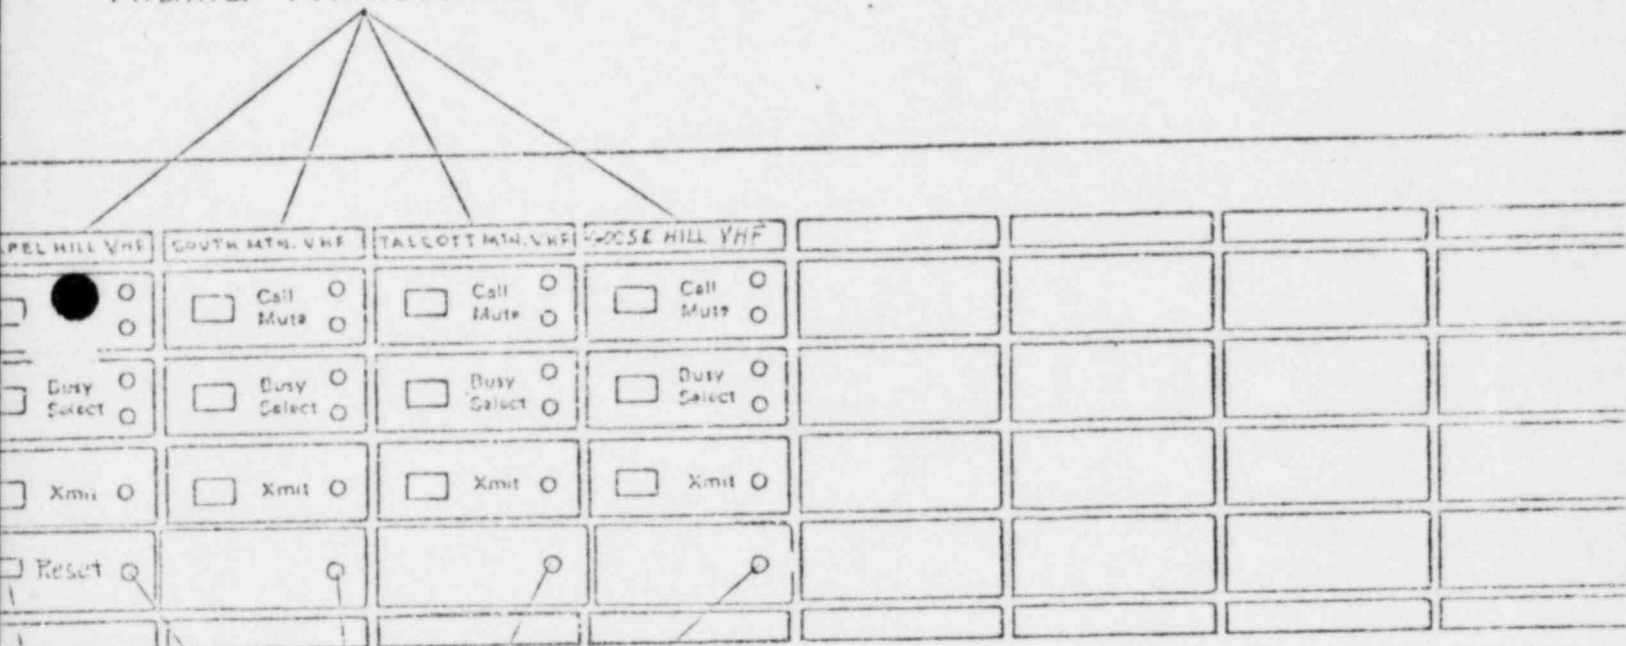 PEL HILL VHF
SOUTH MTN. VHF
TALCOTT MTN. VHF
GOOSE HILL VHF
Call
Mute
Call
Mute
Call
Mute
Busy
Select
Busy
Select
Busy
Select
Busy
Select
Xmit
Xmit
Xmit
Xmit
Reset